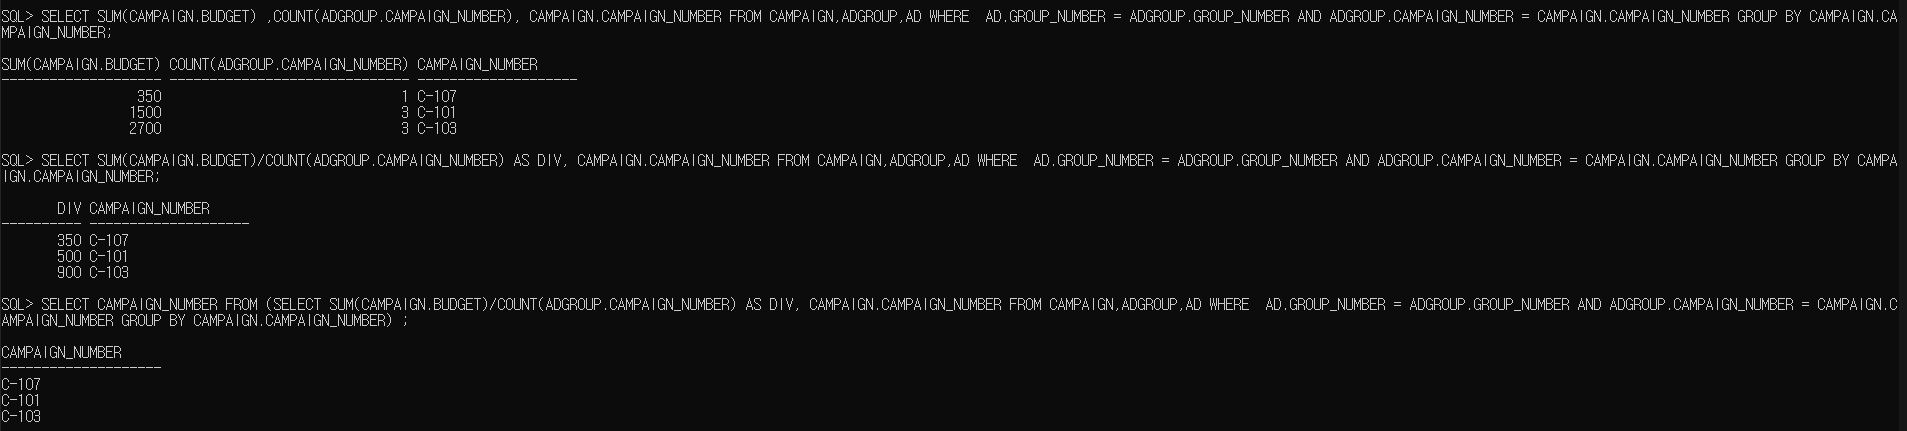 SQL> SELECT SUM(CAMPAIGN.BUDGET) ,COUNT(ADGROUP.CAMPAIGN_NUMBER), CAMPAIGN.CAMPAIGN_NUMBER FROM CAMPAIGN,ADGROUP,AD WHERE  AD.GROUP_NUMBER = ADGROUP.GROUP_NUMBER AND ADGROUP.CAMPAIGN_NUMBER = CAMPAIGN.CAMPAIGN_NUMBER GROUP BY CAMPAIGN.CA
MPAIGN_NUMBER;
SUM(CAMPAIGN.BUDGET) COUNT(ADGROUP.CAMPAIGN_NUMBER) CAMPAIGN_NUMBER
-------------------- ------------------------------ --------------------
350 1 C-107
1500 3 C-101
2700 3 C-103
SQL> SELECT SUM(CAMPAIGN.BUDGET)/COUNT(ADGROUP.CAMPAIGN_NUMBER) AS DIV, CAMPAIGN.CAMPAIGN_NUMBER FROM CAMPAIGN,ADGROUP,AD WHERE  AD.GROUP_NUMBER = ADGROUP.GROUP_NUMBER AND ADGROUP.CAMPAIGN_NUMBER = CAMPAIGN.CAMPAIGN_NUMBER GROUP BY CAMPA
IGN.CAMPAIGN_NUMBER;
DIV CAMPAIGN_NUMBER
---------- --------------------
350 C-107
500 C-101
900 C-103
SQL> SELECT CAMPAIGN_NUMBER FROM (SELECT SUM(CAMPAIGN.BUDGET)/COUNT(ADGROUP.CAMPAIGN_NUMBER) AS DIV, CAMPAIGN.CAMPAIGN_NUMBER FROM CAMPAIGN,ADGROUP,AD WHERE  AD.GROUP_NUMBER = ADGROUP.GROUP_NUMBER AND ADGROUP.CAMPAIGN_NUMBER = CAMPAIGN.C
AMPAIGN_NUMBER GROUP BY CAMPAIGN.CAMPAIGN_NUMBER) ;
CAMPAIGN_NUMBER
--------------------
C-107
C-101
C-103